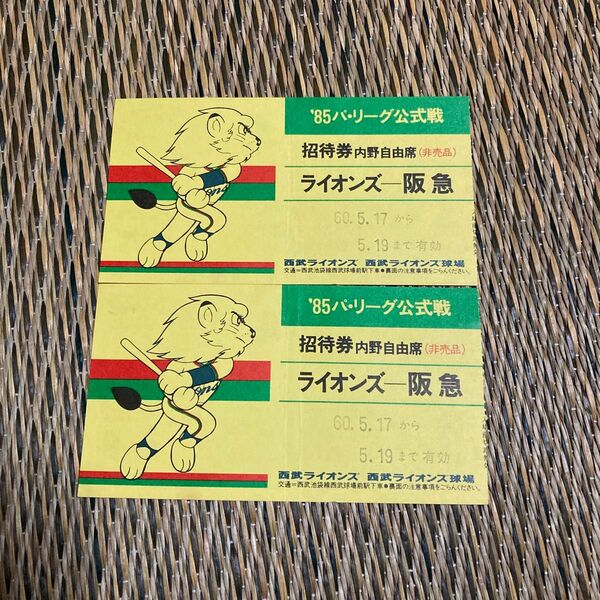 '85パ・リーグ公式戦
招待券内野自由席(非売品)
ライオンズ—阪急
60.5.17から
5.19まで有効
西武ライオンズ 西武ライオンズ球場
交通=西武池袋線西武球場前駅下車●裏面の注意事項をごらんください。
'85パ・リーグ公式戦
招待券内野自由席(非売品)
ライオンズ—阪急
60.5.17から
5.19まで有効
西武ライオンズ 西武ライオンズ球場
交通=西武池袋線西武球場前駅下車●裏面の注意事項をごらんください。